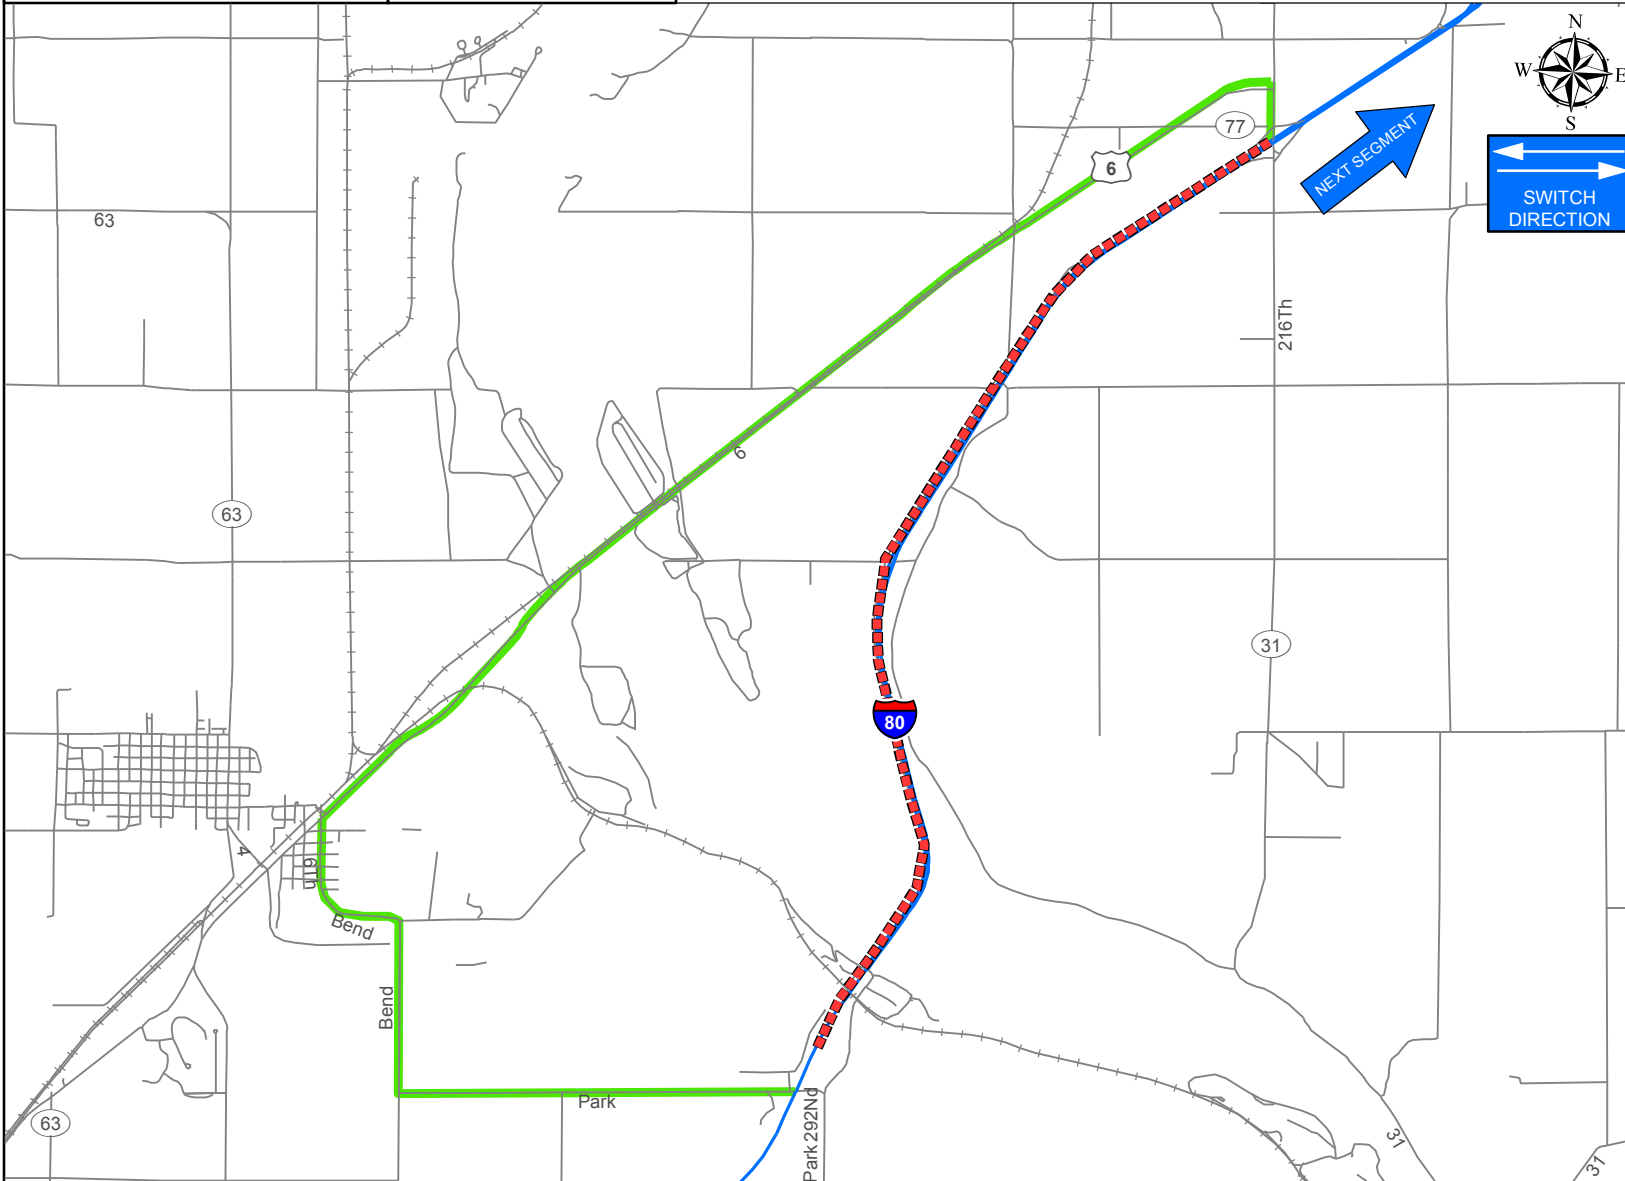 N
W
E
S
77
NEXT SEGMENT
6
SWITCH
DIRECTION
63
216Th
6
63
31
80
4
6Th
Bend
Bend
Park
Park 292Nd
63
31
31